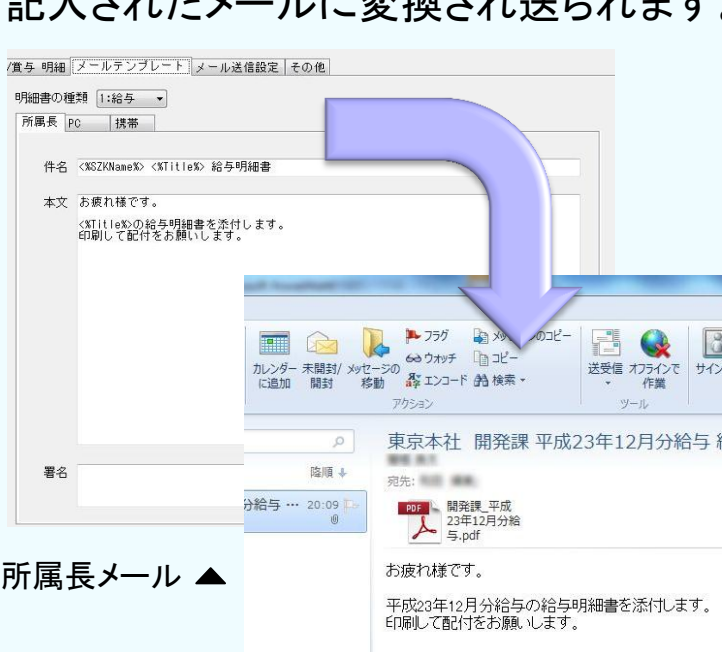 記入されたメールに変換され送られます。
/賞与 明細 メールテンプレート メール送信設定 その他
明細書の種類 1:給与
所属長 PC 携帯
件名 <%SZKName%> <%Title%> 給与明細書
本文 お疲れ様です。
<%Title%>の給与明細書を添付します。
印刷して配付をお願いします。
署名
所属長メール ▲
フラグ コピー
カレンダーに追加
未開封/開封
メッセージの移動
ウオッチ コピー
エンコード 検索
送受信
オフラインで作業
サイン
アクション ツール
降順
分給与 … 20:09
東京本社 開発課 平成23年12月分給与
宛先:
PDF
開発課_平成
23年12月分給
与.pdf
お疲れ様です。
平成23年12月分給与の給与明細書を添付します。
印刷して配付をお願いします。